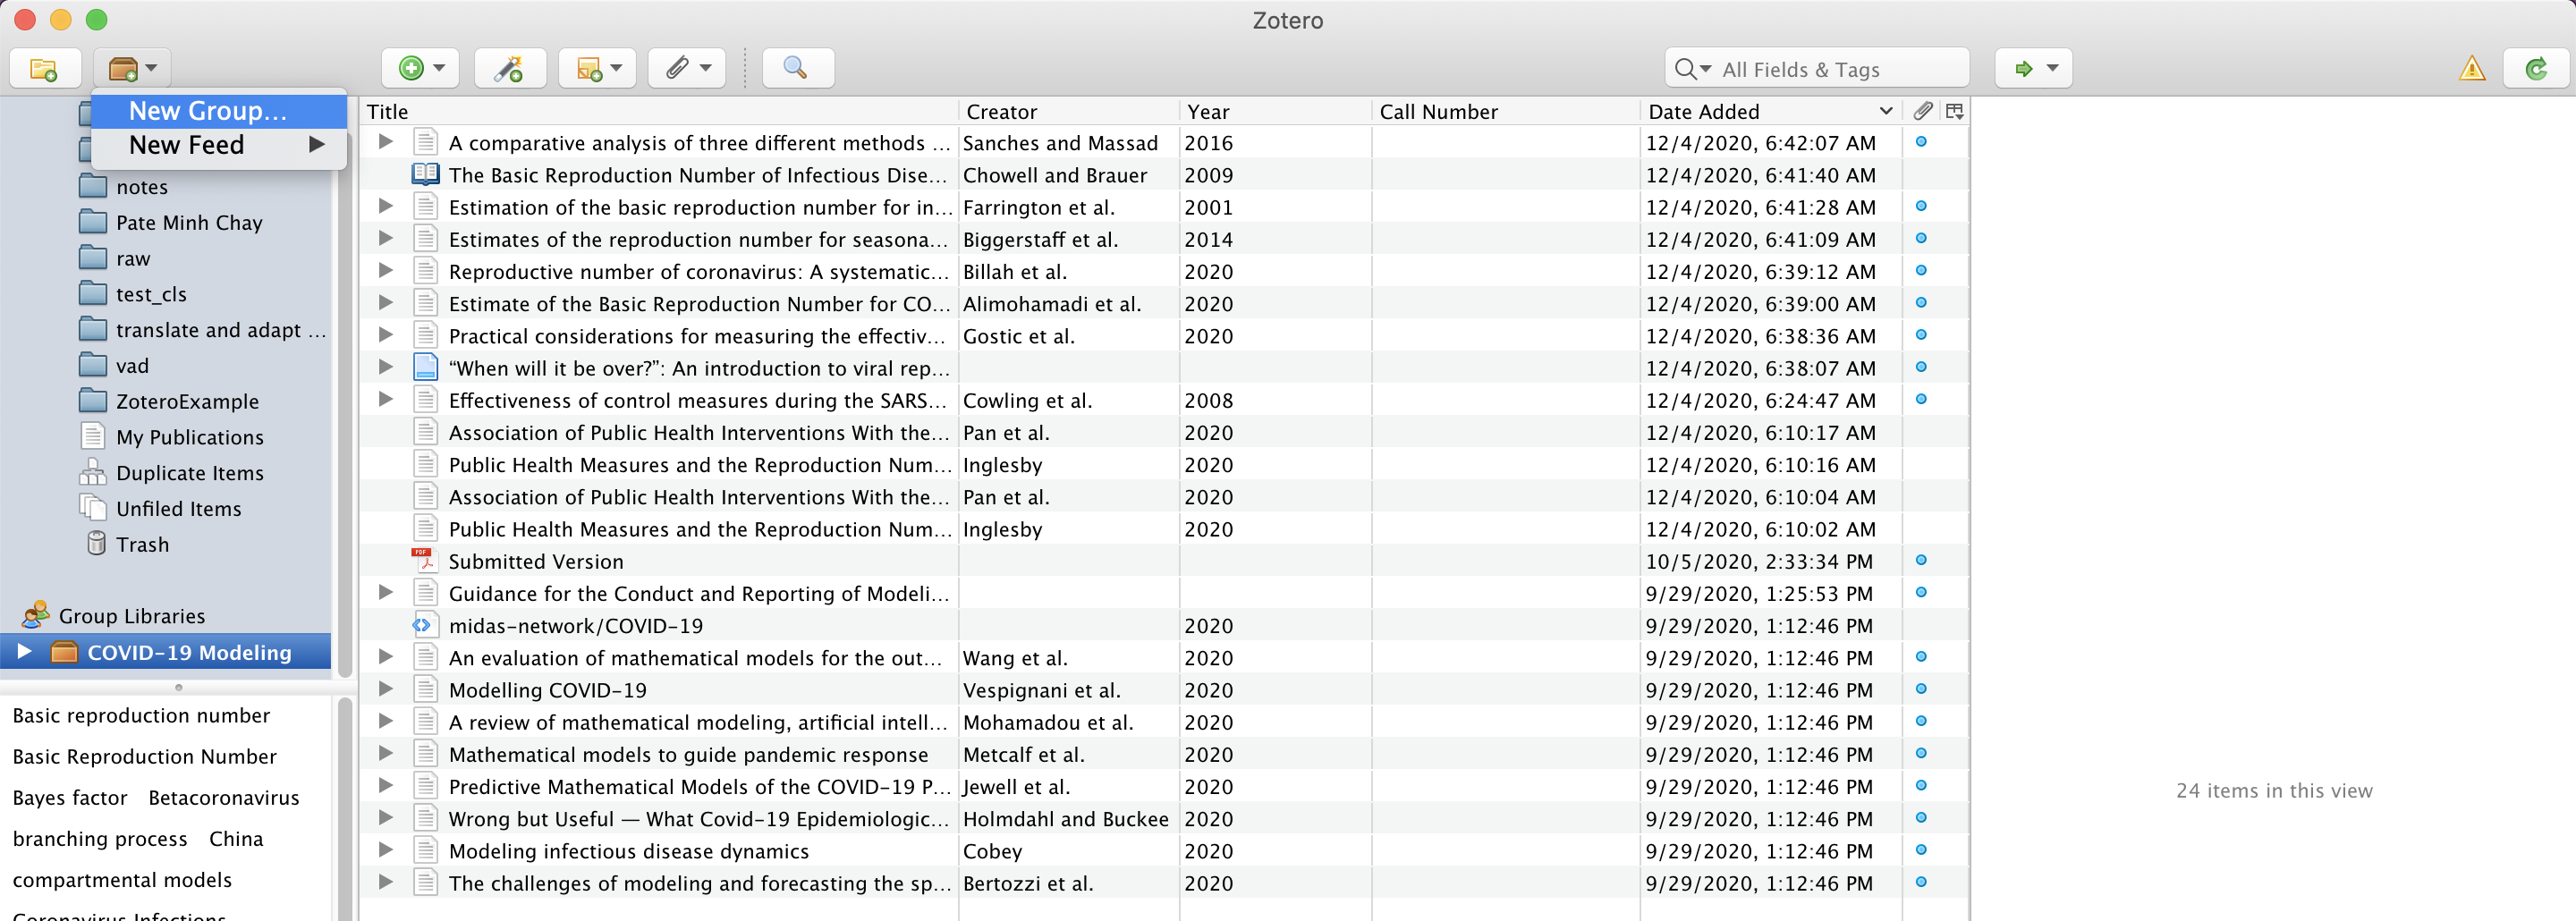 Zotero
All Fields & Tags
New Group...
New Feed
notes
Pate Minh Chay
raw
test_cls
translate and adapt ...
vad
ZoteroExample
My Publications
Duplicate Items
Unfiled Items
Trash
Group Libraries
COVID-19 Modeling
Basic reproduction number
Basic Reproduction Number
Bayes factor Betacoronavirus
branching process China
compartmental models
Coronavirus Infections
Title Creator Year Call Number Date Added
A comparative analysis of three different methods ... Sanches and Massad 2016 12/4/2020, 6:42:07 AM
The Basic Reproduction Number of Infectious Dise... Chowell and Brauer 2009 12/4/2020, 6:41:40 AM
Estimation of the basic reproduction number for in... Farrington et al. 2001 12/4/2020, 6:41:28 AM
Estimates of the reproduction number for seasona... Biggerstaff et al. 2014 12/4/2020, 6:41:09 AM
Reproductive number of coronavirus: A systematic... Billah et al. 2020 12/4/2020, 6:39:12 AM
Estimate of the Basic Reproduction Number for CO... Alimohamadi et al. 2020 12/4/2020, 6:39:00 AM
Practical considerations for measuring the effectiv... Gostic et al. 2020 12/4/2020, 6:38:36 AM
“When will it be over?”: An introduction to viral rep... 12/4/2020, 6:38:07 AM
Effectiveness of control measures during the SARS... Cowling et al. 2008 12/4/2020, 6:24:47 AM
Association of Public Health Interventions With the... Pan et al. 2020 12/4/2020, 6:10:17 AM
Public Health Measures and the Reproduction Num... Inglesby 2020 12/4/2020, 6:10:16 AM
Association of Public Health Interventions With the... Pan et al. 2020 12/4/2020, 6:10:04 AM
Public Health Measures and the Reproduction Num... Inglesby 2020 12/4/2020, 6:10:02 AM
PDF Submitted Version 10/5/2020, 2:33:34 PM
Guidance for the Conduct and Reporting of Modeli... 9/29/2020, 1:25:53 PM
midas-network/COVID-19 2020 9/29/2020, 1:12:46 PM
An evaluation of mathematical models for the out... Wang et al. 2020 9/29/2020, 1:12:46 PM
Modelling COVID-19 Vespignani et al. 2020 9/29/2020, 1:12:46 PM
A review of mathematical modeling, artificial intell... Mohamadou et al. 2020 9/29/2020, 1:12:46 PM
Mathematical models to guide pandemic response Metcalf et al. 2020 9/29/2020, 1:12:46 PM
Predictive Mathematical Models of the COVID-19 P... Jewell et al. 2020 9/29/2020, 1:12:46 PM
Wrong but Useful — What Covid-19 Epidemiologic... Holmdahl and Buckee 2020 9/29/2020, 1:12:46 PM
Modeling infectious disease dynamics Cobey 2020 9/29/2020, 1:12:46 PM
The challenges of modeling and forecasting the sp... Bertozzi et al. 2020 9/29/2020, 1:12:46 PM
24 items in this view